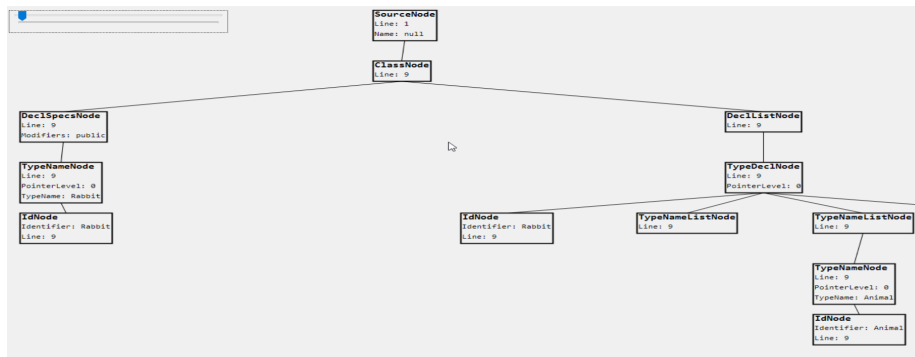 SourceNode
Line: 1
Name: null
ClassNode
Line: 9
DeclSpecsNode
Line: 9
Modifiers: public
DeclListNode
Line: 9
TypeNameNode
Line: 9
PointerLevel: 0
TypeName: Rabbit
TypeDeclNode
Line: 9
PointerLevel: 0
IdNode
Identifier: Rabbit
Line: 9
IdNode
Identifier: Rabbit
Line: 9
TypeNameListNode
Line: 9
TypeNameListNode
Line: 9
TypeNameNode
Line: 9
PointerLevel: 0
TypeName: Animal
IdNode
Identifier: Animal
Line: 9